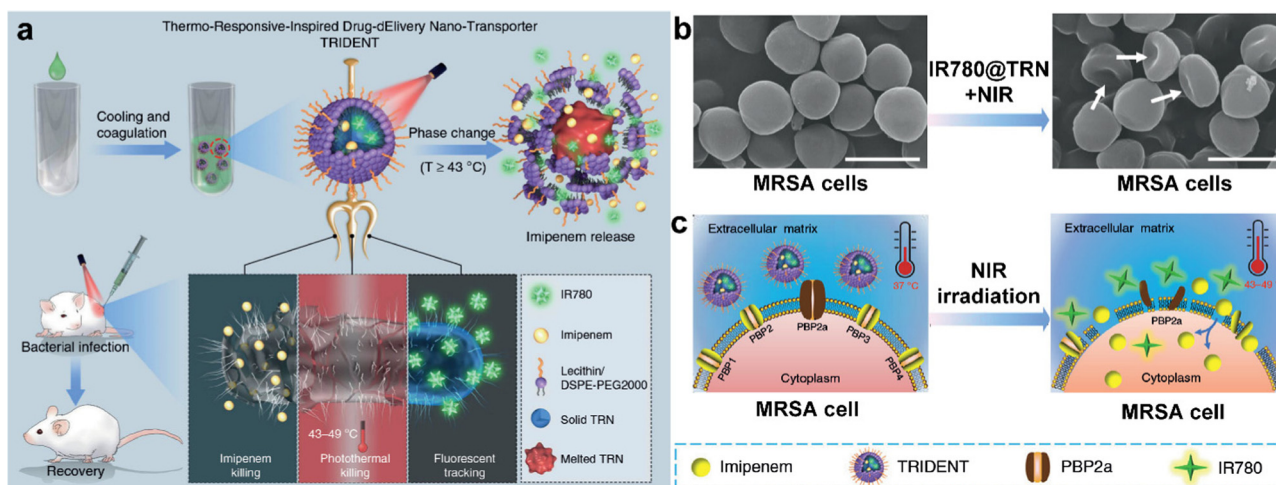 a
Thermo-Responsive-Inspired Drug-dElivery Nano-Transporter
TRIDENT
Cooling and
coagulation
Phase change
(T ≥ 43 °C)
Imipenem release
Bacterial infection
Recovery
43–49 °C
Imipenem
killing
Photothermal
killing
Fluorescent
tracking
IR780
Imipenem
Lecithin/
DSPE-PEG2000
Solid TRN
Melted TRN
b
MRSA cells
IR780@TRN
+NIR
MRSA cells
c
Extracellular matrix
37 °C
PBP1
PBP2
PBP2a
PBP3
PBP4
Cytoplasm
MRSA cell
NIR
irradiation
Extracellular matrix
43–49
PBP2a
Cytoplasm
MRSA cell
Imipenem
TRIDENT
PBP2a
IR780